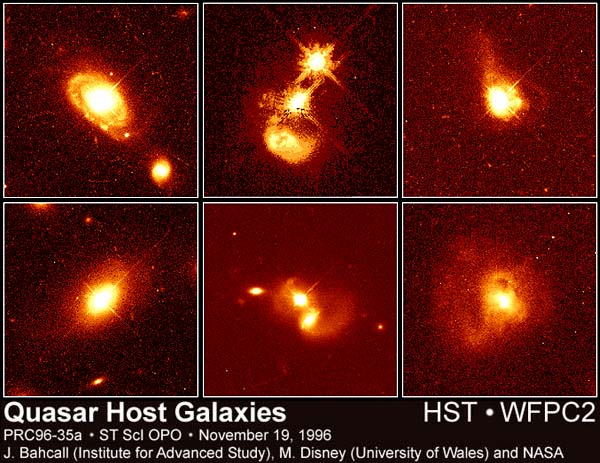 Quasar Host Galaxies HST • WFPC2
PRC96-35a • ST ScI OPO • November 19, 1996
J. Bahcall (Institute for Advanced Study), M. Disney (University of Wales) and NASA